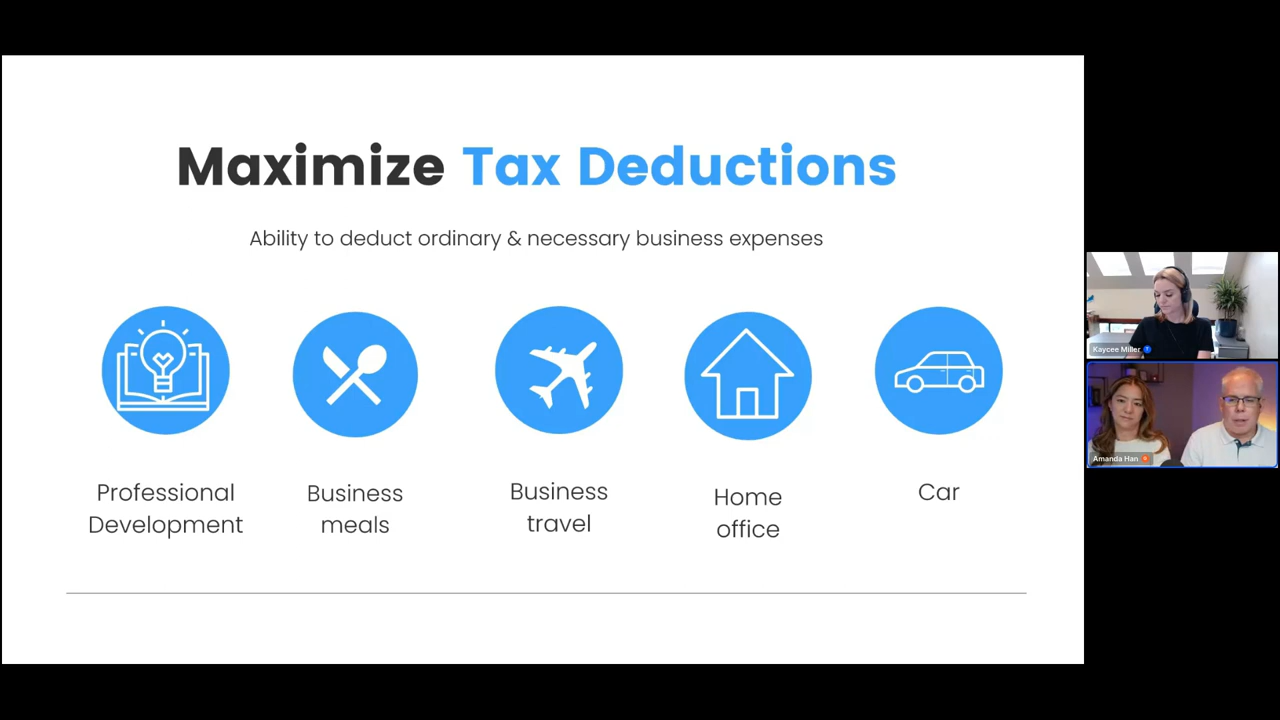 Maximize Tax Deductions
Ability to deduct ordinary & necessary business expenses
Professional
Development
Business
meals
Business
travel
Home
office
Car
Kaycee Miller
Amanda Han